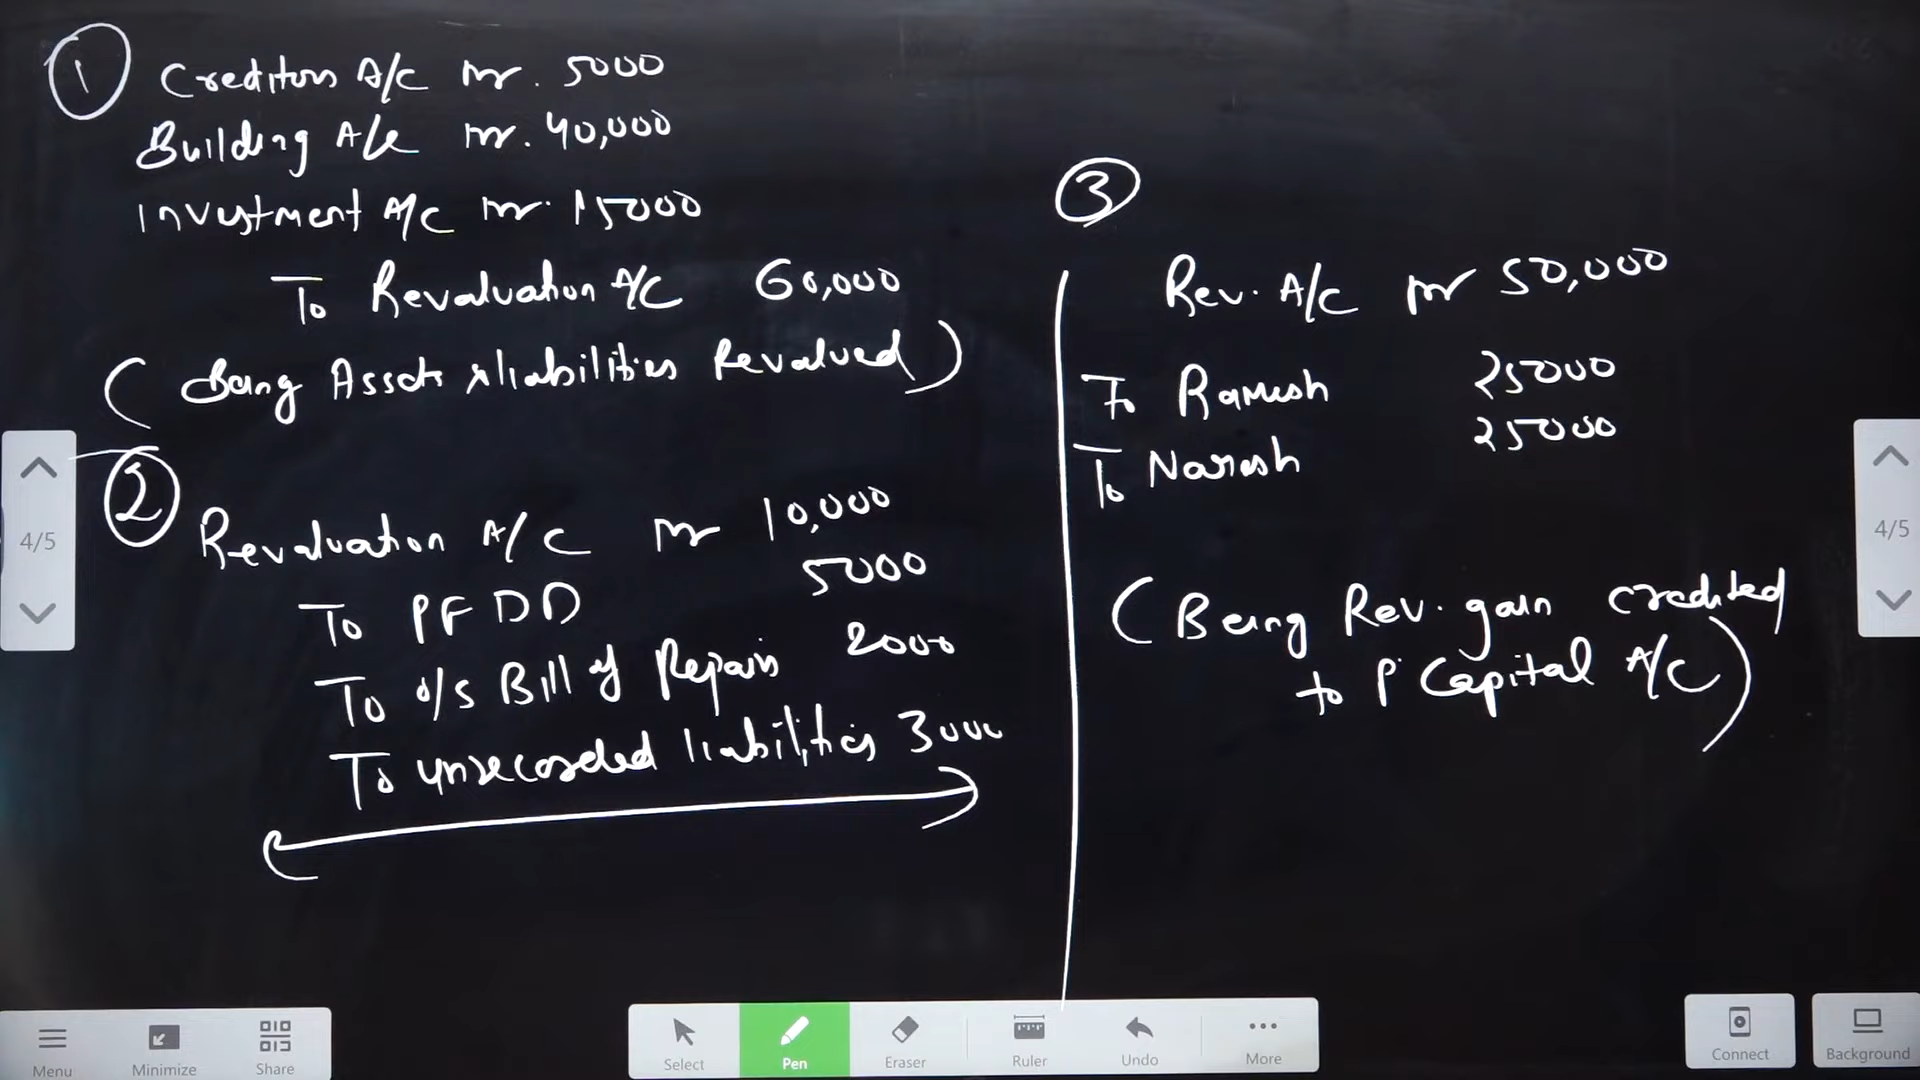 1
Creditors A/c Dr. 5000
Building A/c Dr. 40,000
Investment A/c Dr. 15000
To Revaluation A/C 60,000
(Being Assets & liabilities Revalued)
2
Revaluation A/C Dr 10,000
To PFDD 5000
To o/s Bill of Repairs 2000
To unrecorded liabilities 3000
3
Rev. A/c Dr 50,000
To Ramesh 25000
To Naresh 25000
(Being Rev. gain credited
to P' Capital A/C)
4/5
4/5
Menu
Minimize
Share
Select
Pen
Eraser
Ruler
Undo
More
Connect
Background